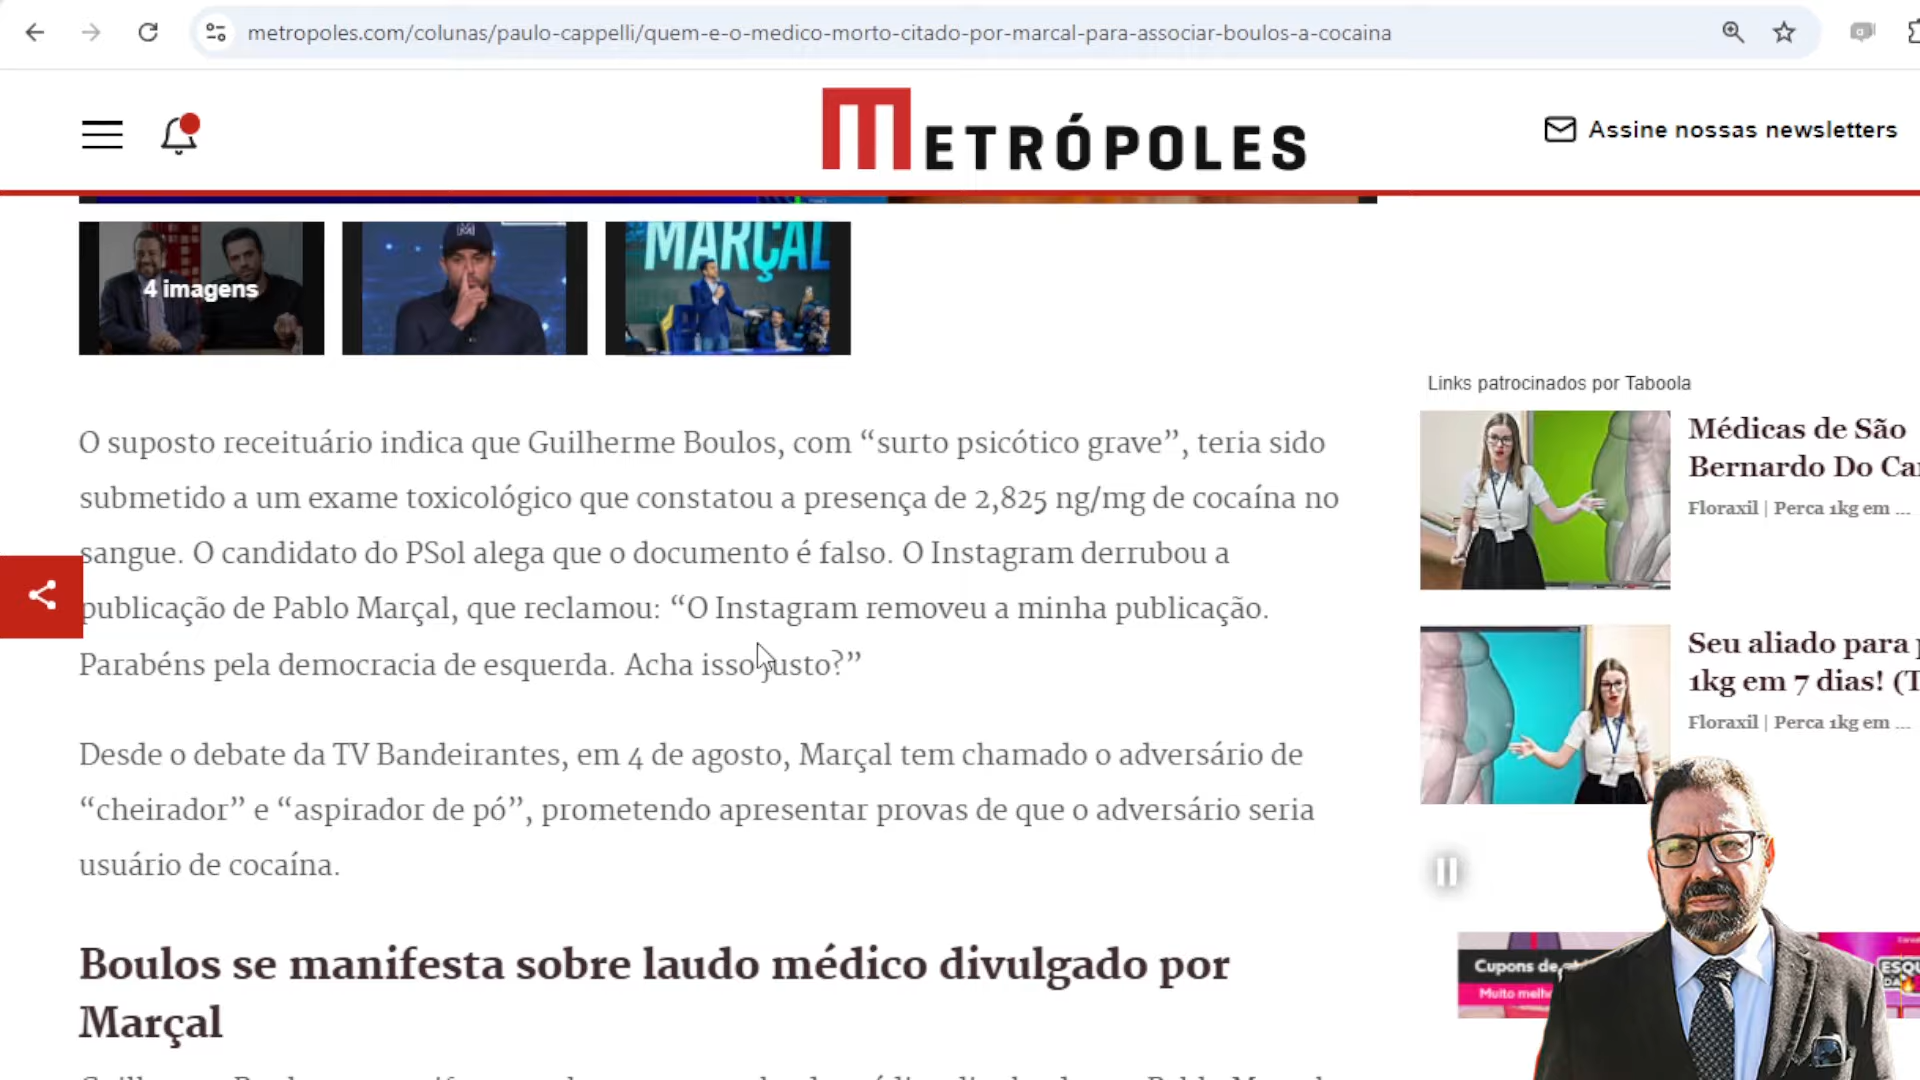 metropoles.com/colunas/paulo-cappelli/quem-e-o-medico-morto-citado-por-marcal-para-associar-boulos-a-cocaina
METRÓPOLES
Assine nossas newsletters
4 imagens
MARÇAL
O suposto receituário indica que Guilherme Boulos, com “surto psicótico grave”, teria sido
submetido a um exame toxicológico que constatou a presença de 2,825 ng/mg de cocaína no
sangue. O candidato do PSol alega que o documento é falso. O Instagram derrubou a
publicação de Pablo Marçal, que reclamou: “O Instagram removeu a minha publicação.
Parabéns pela democracia de esquerda. Acha isso justo?”
Desde o debate da TV Bandeirantes, em 4 de agosto, Marçal tem chamado o adversário de
“cheirador” e “aspirador de pó”, prometendo apresentar provas de que o adversário seria
usuário de cocaína.
Boulos se manifesta sobre laudo médico divulgado por
Marçal
Links patrocinados por Taboola
Médicas de São
Bernardo Do
Floraxil | Perca 1kg em ...
Seu aliado para
1kg em 7 dias!
Floraxil | Perca 1kg em ...
Cupons de
Muito